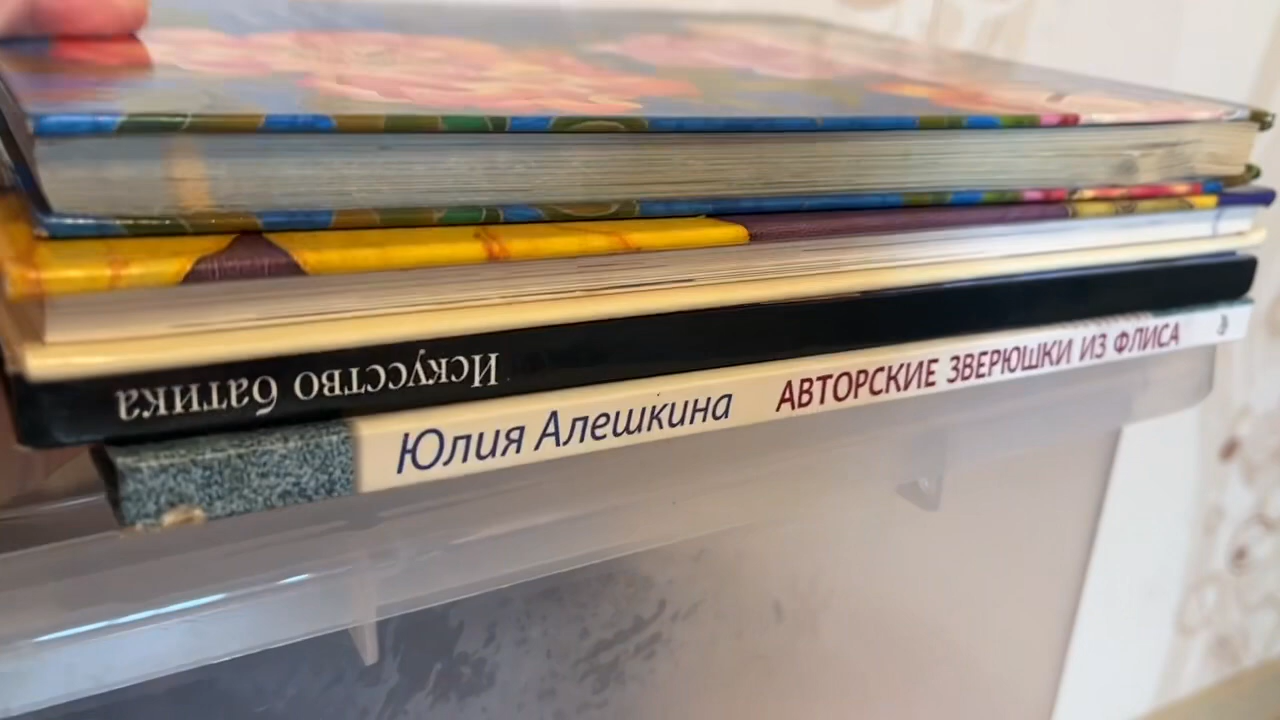 Искусство батика
Юлия Алешкина АВТОРСКИЕ ЗВЕРЮШКИ ИЗ ФЛИСА